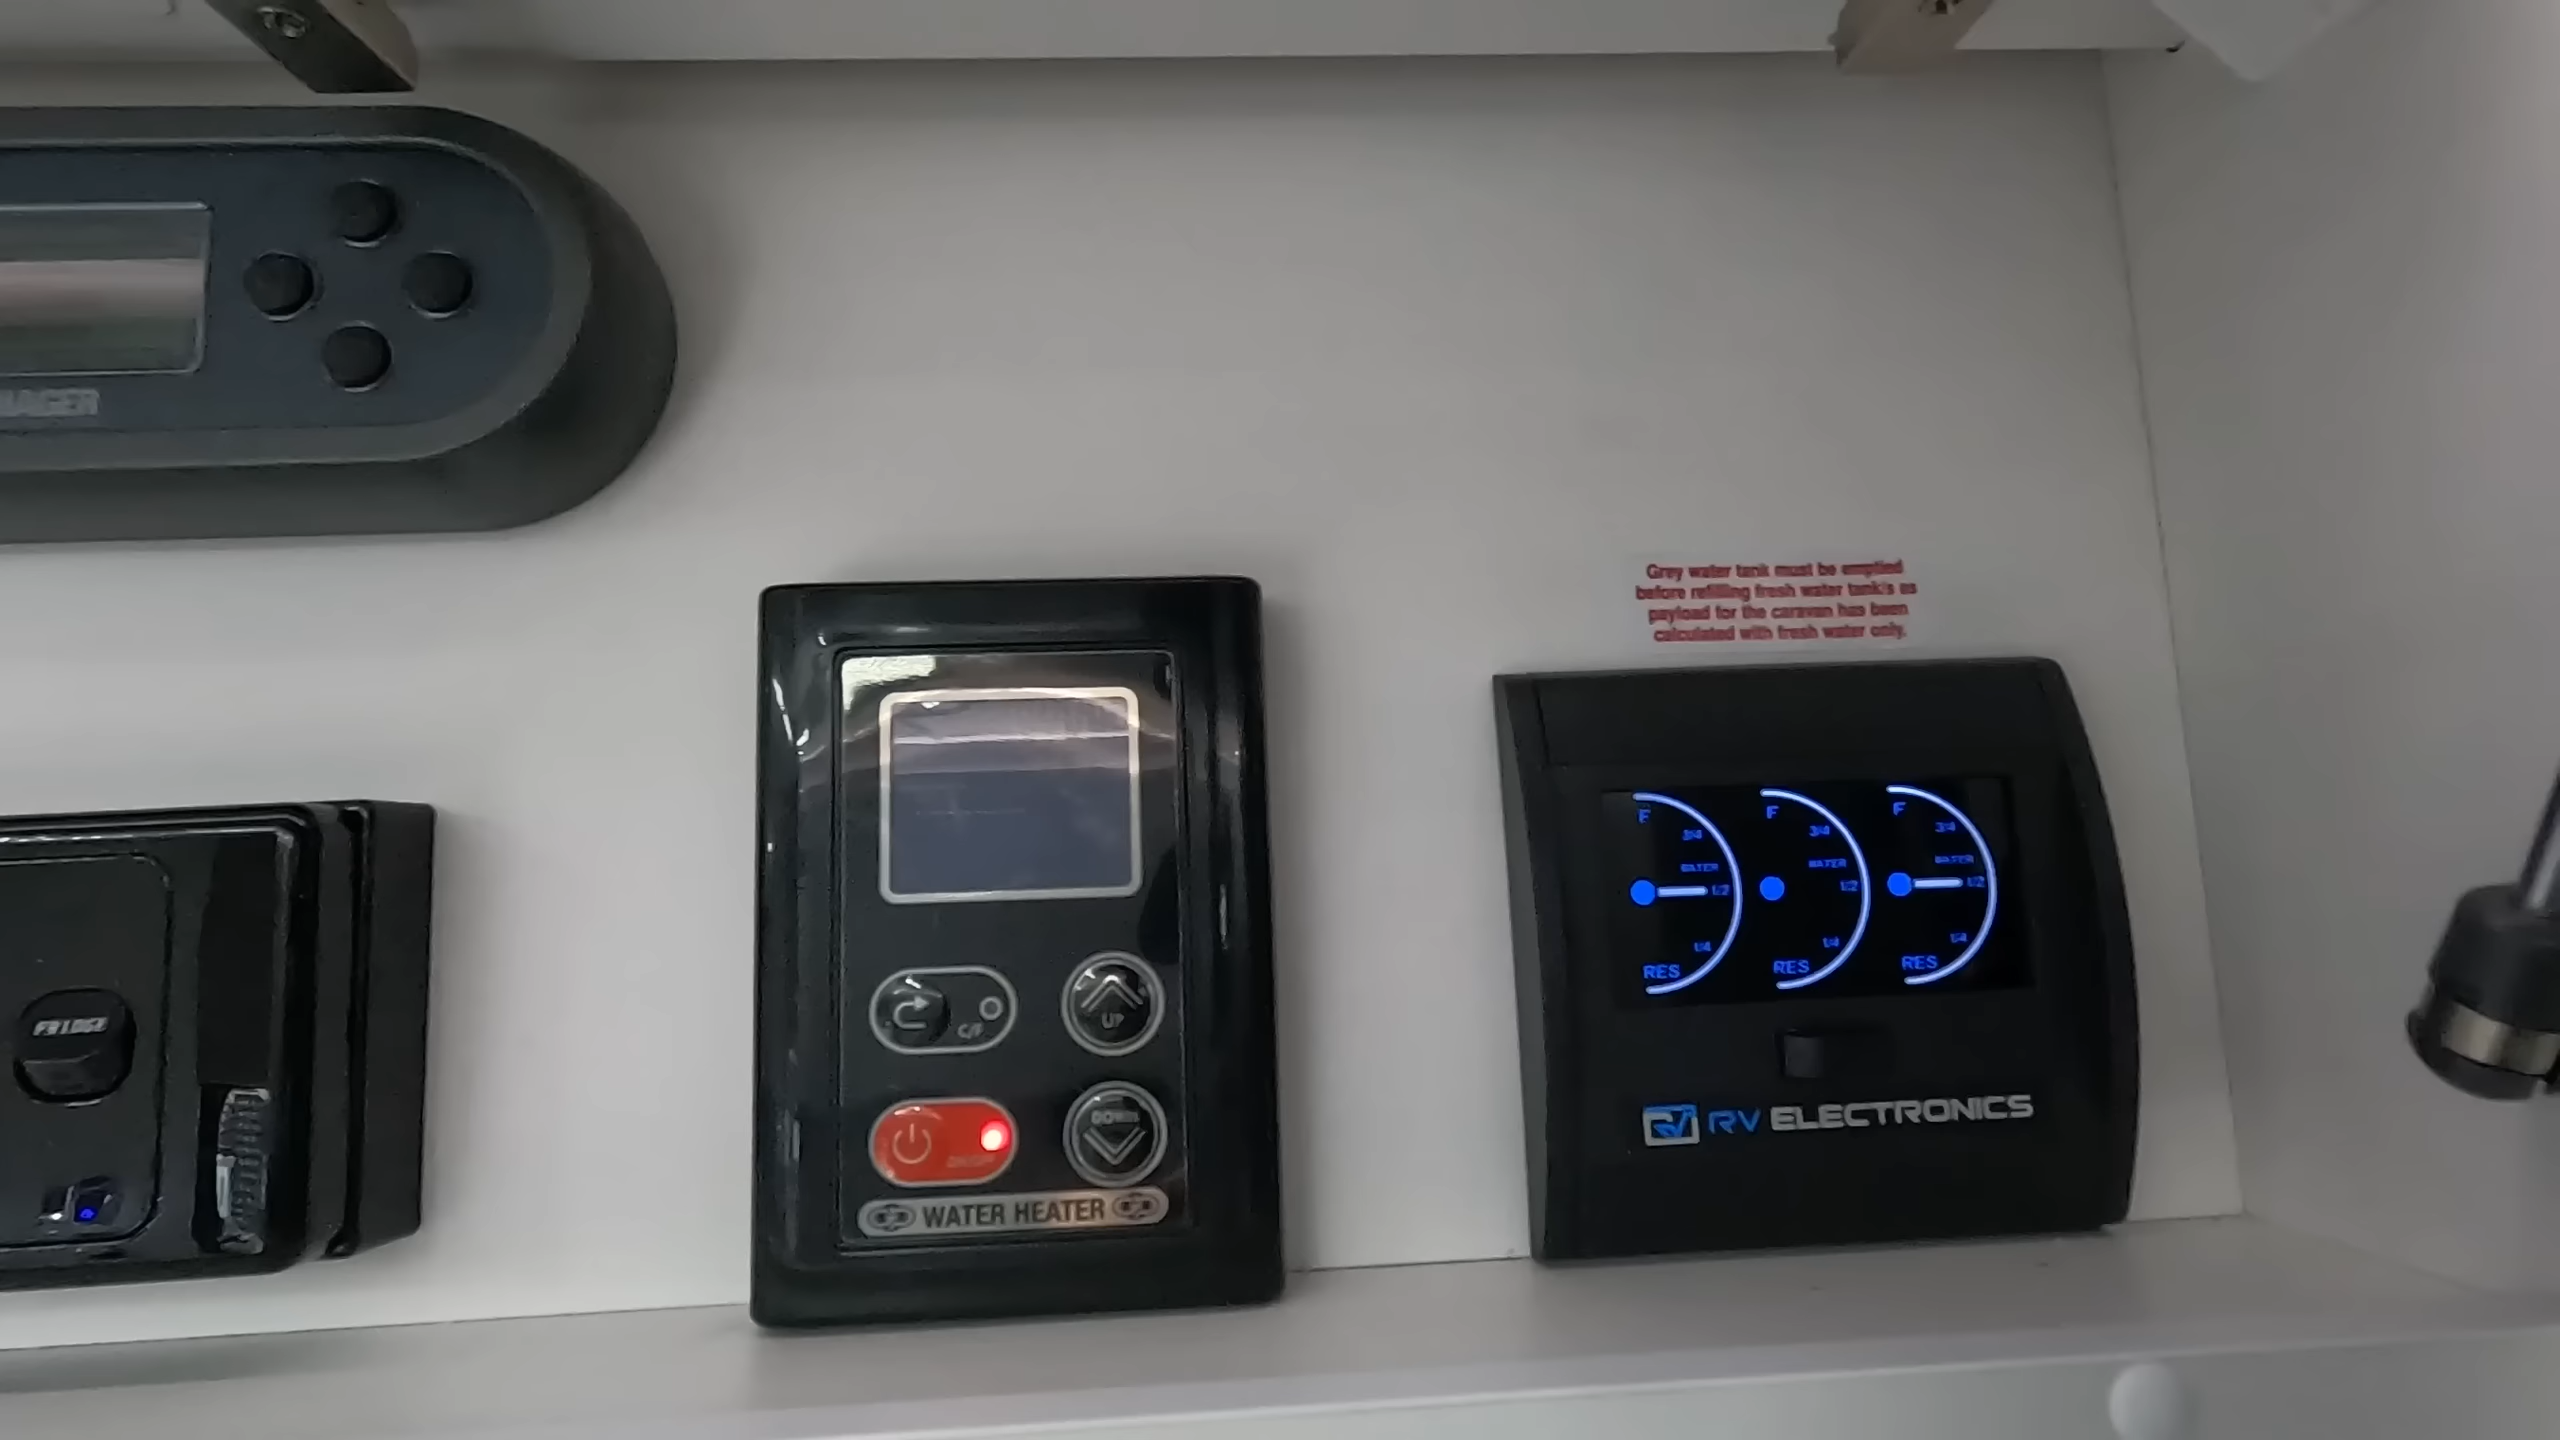 Grey water tank must be emptied
before refilling fresh water tank/s as
payload for the caravan has been
calculated with fresh water only.
F
3/4
WATER
1/2
1/4
RES
F
3/4
WATER
1/2
1/4
RES
F
3/4
WATER
1/2
1/4
RES
RV ELECTRONICS
C/F
UP
DOWN
WATER HEATER
FRIDGE